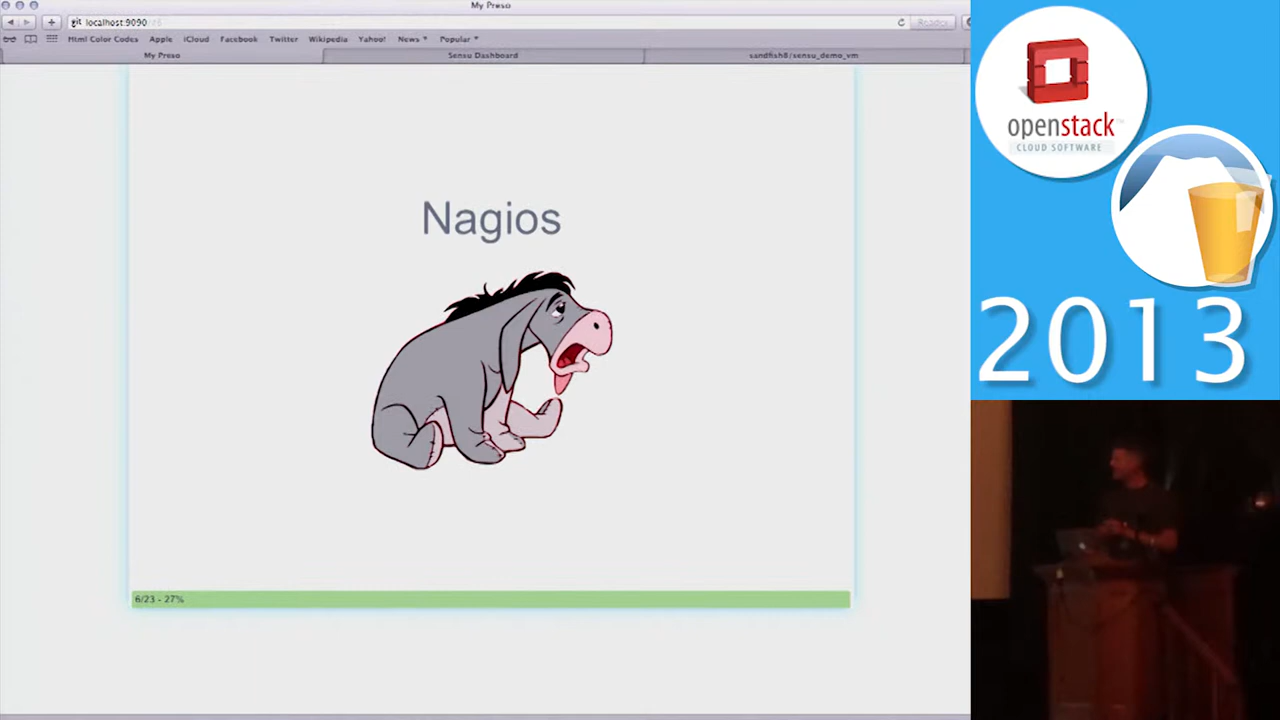 My Preso
localhost:9090
Reader
Html Color Codes Apple iCloud Facebook Twitter Wikipedia Yahoo! News Popular
My Preso Sensu Dashboard sandfish8/sensu_demo_vm
Nagios
6/23 - 27%
openstack
CLOUD SOFTWARE
2013